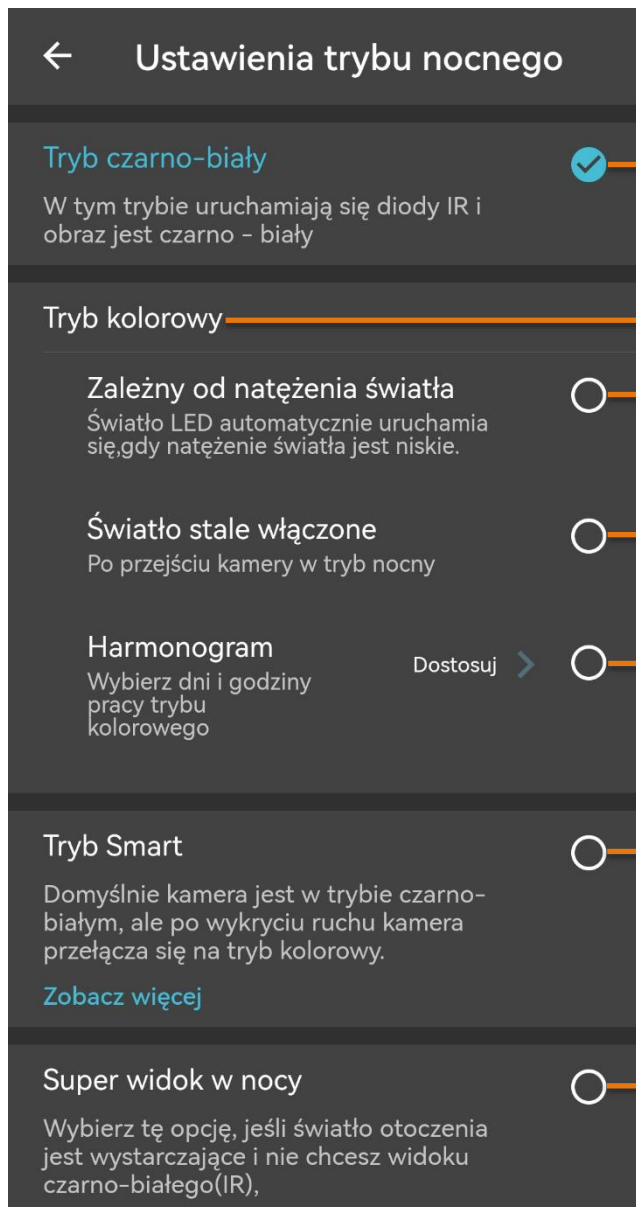 Ustawienia trybu nocnego
Tryb czarno-biały
W tym trybie uruchamiają się diody IR i
obraz jest czarno - biały
Tryb kolorowy
Zależny od natężenia światła
Światło LED automatycznie uruchamia
się,gdy natężenie światła jest niskie.
Światło stale włączone
Po przejściu kamery w tryb nocny
Harmonogram
Wybierz dni i godziny
pracy trybu
kolorowego
Dostosuj
Tryb Smart
Domyślnie kamera jest w trybie czarno-
białym, ale po wykryciu ruchu kamera
przełącza się na tryb kolorowy.
Zobacz więcej
Super widok w nocy
Wybierz tę opcję, jeśli światło otoczenia
jest wystarczające i nie chcesz widoku
czarno-białego(IR),